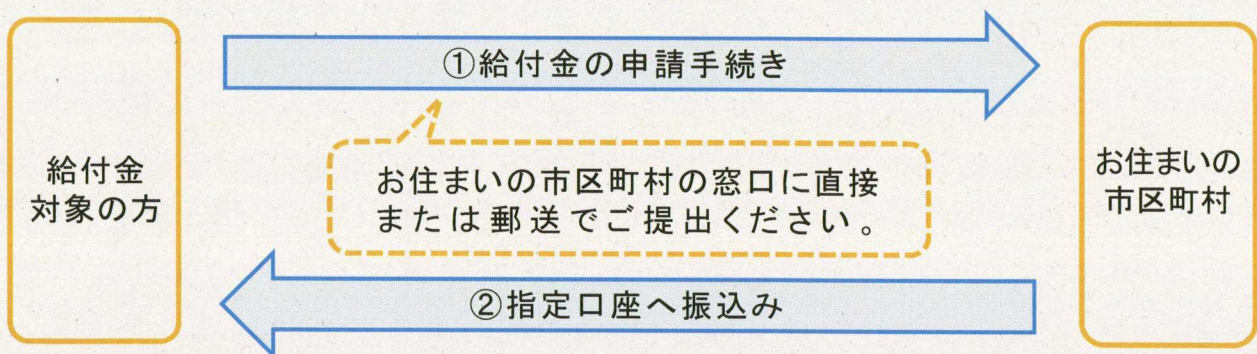 ①給付金の申請手続き
給付金
対象の方
お住まいの市区町村の窓口に直接
または郵送でご提出ください。
お住まいの
市区町村
②指定口座へ振込み